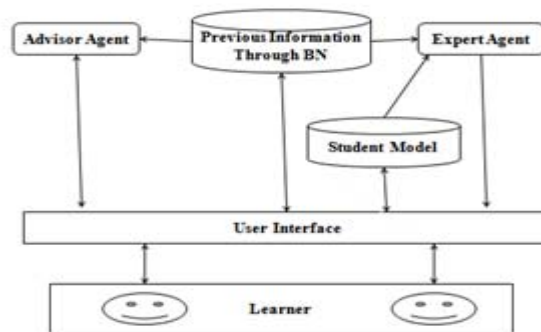 Advisor Agent
Previous Information
Through BN
Expert Agent
Student Model
User Interface
Learner